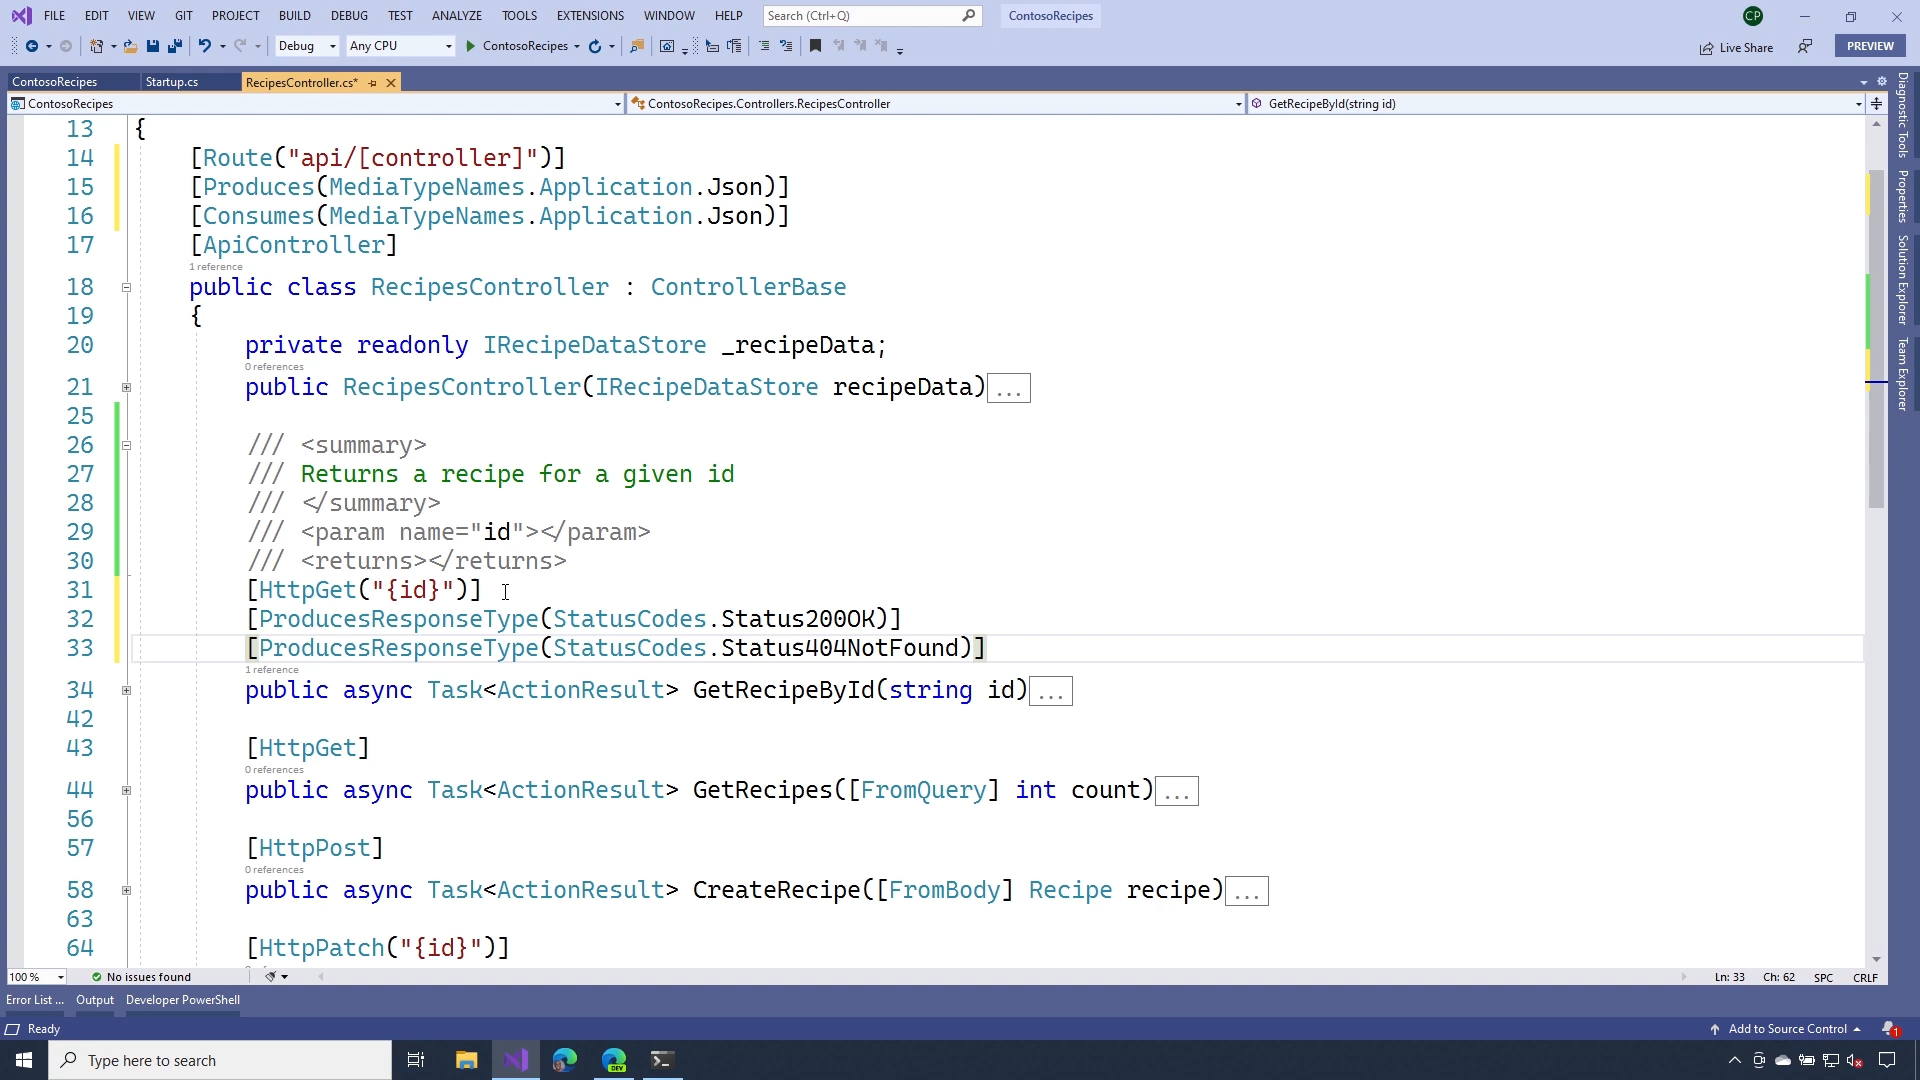 FILE EDIT VIEW GIT PROJECT BUILD DEBUG TEST ANALYZE TOOLS EXTENSIONS WINDOW HELP Search (Ctrl+Q) ContosoRecipes CP
Debug Any CPU ContosoRecipes Live Share PREVIEW
ContosoRecipes Startup.cs RecipesController.cs*
ContosoRecipes ContosoRecipes.Controllers.RecipesController GetRecipeById(string id)
13 {
14 [Route("api/[controller]")]
15 [Produces(MediaTypeNames.Application.Json)]
16 [Consumes(MediaTypeNames.Application.Json)]
17 [ApiController]
1 reference
18 public class RecipesController : ControllerBase
19 {
20 private readonly IRecipeDataStore _recipeData;
0 references
21 public RecipesController(IRecipeDataStore recipeData)...
25
26 /// <summary>
27 /// Returns a recipe for a given id
28 /// </summary>
29 /// <param name="id"></param>
30 /// <returns></returns>
31 [HttpGet("{id}")]
32 [ProducesResponseType(StatusCodes.Status200OK)]
33 [ProducesResponseType(StatusCodes.Status404NotFound)]
1 reference
34 public async Task<ActionResult> GetRecipeById(string id)...
42
43 [HttpGet]
0 references
44 public async Task<ActionResult> GetRecipes([FromQuery] int count)...
56
57 [HttpPost]
0 references
58 public async Task<ActionResult> CreateRecipe([FromBody] Recipe recipe)...
63
64 [HttpPatch("{id}")]
Diagnostic Tools
Properties
Solution Explorer
Team Explorer
100 % No issues found Ln: 33 Ch: 62 SPC CRLF
Error List ... Output Developer PowerShell
Ready Add to Source Control 1
Type here to search DEV